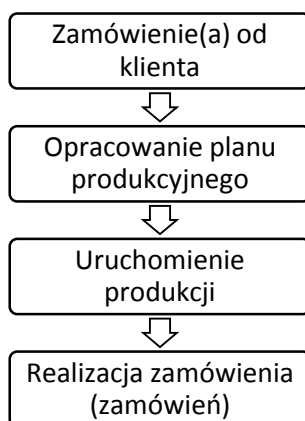 Zamówienie(a) od
klienta
Opracowanie planu
produkcyjnego
Uruchomienie
produkcji
Realizacja zamówienia
(zamówień)